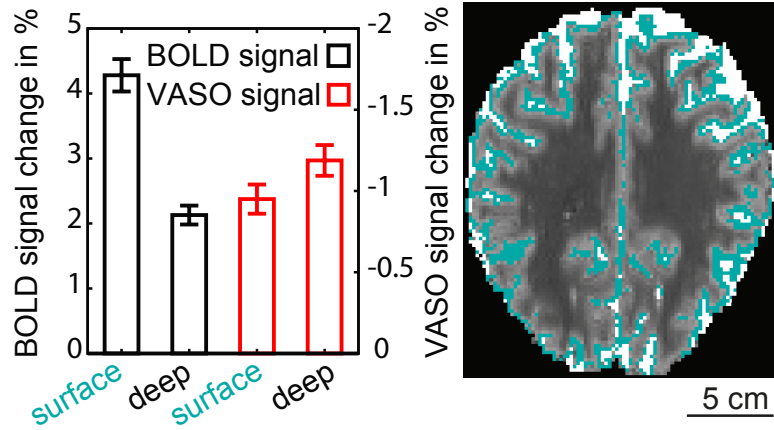 BOLD signal change in %
5
4
3
2
1
0
BOLD signal
VASO signal
-2
-1.5
-1
-0.5
0
VASO signal change in %
surface
deep
surface
deep
5 cm